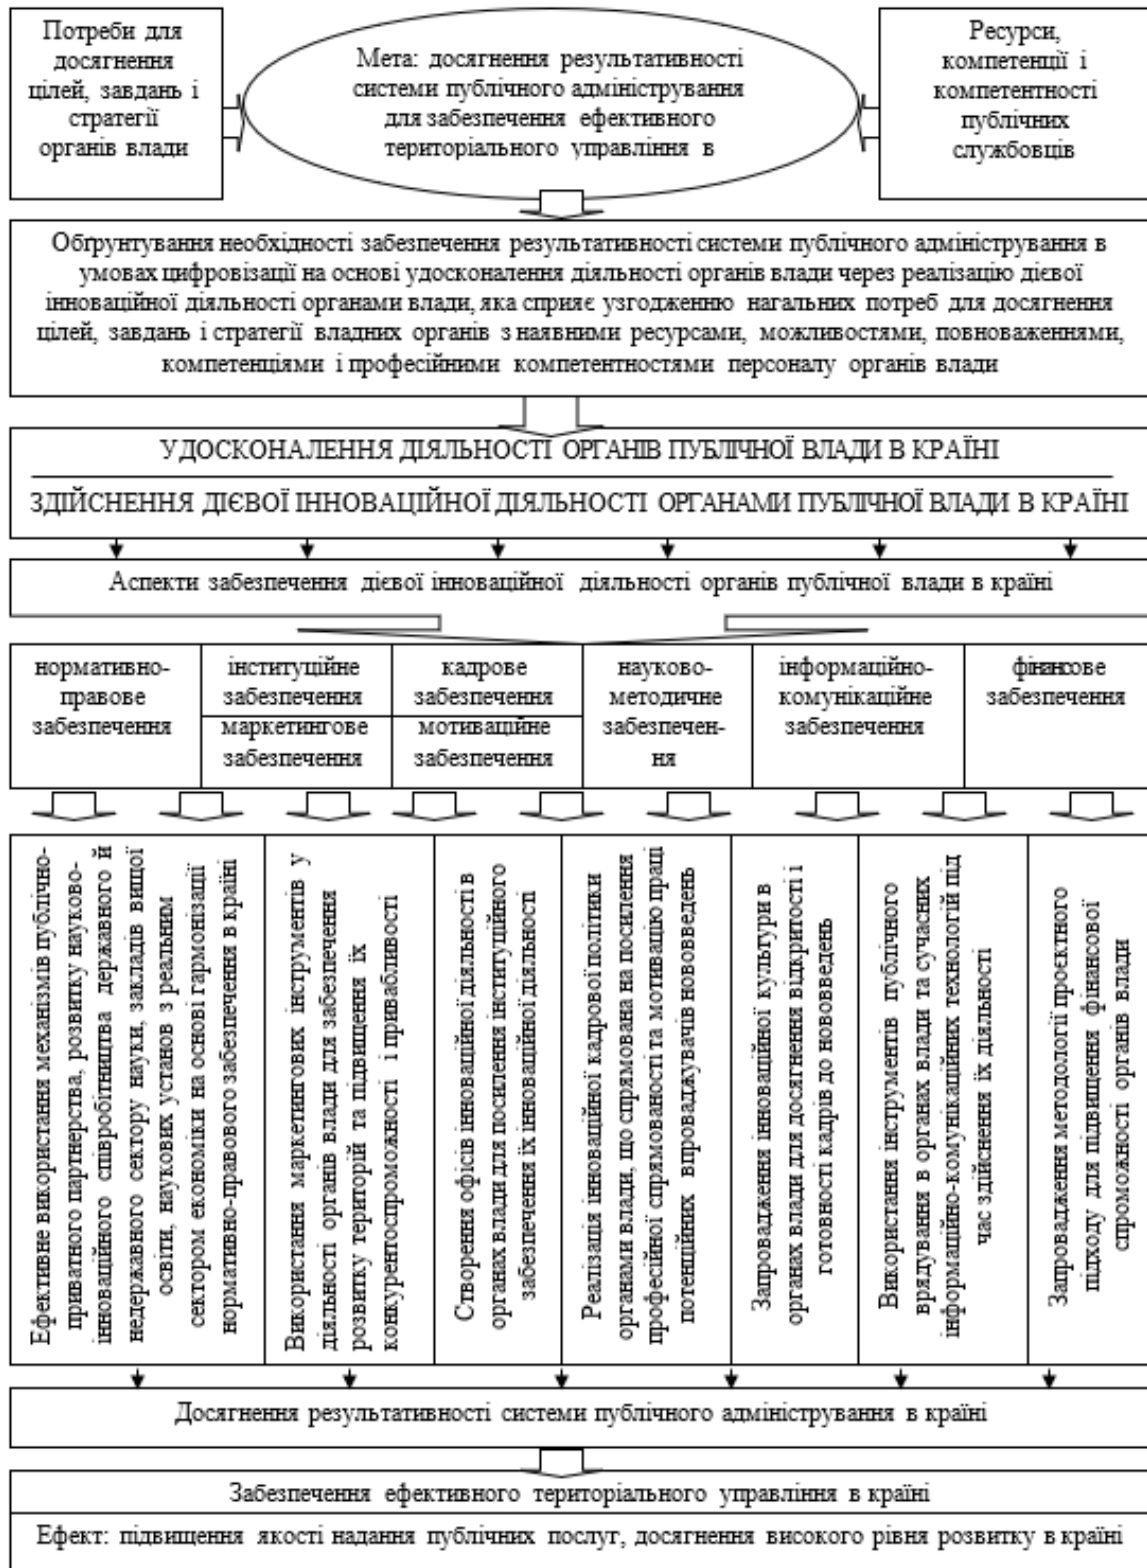 Потреби для
досягнення
цілей, завдань і
стратегії
органів влади
Мета: досягнення результативності
системи публічного адміністрування
для забезпечення ефективного
територіального управління в
Ресурси,
компетенції і
компетентності
публічних
службовців
Обґрунтування необхідності забезпечення результативності системи публічного адміністрування в
умовах цифровізації на основі удосконалення діяльності органів влади через реалізацію дієвої
інноваційної діяльності органами влади, яка сприяє узгодженню нагальних потреб для досягнення
цілей, завдань і стратегії владних органів з наявними ресурсами, можливостями, повноваженнями,
компетенціями і професійними компетентностями персоналу органів влади
УДОСКОНАЛЕННЯ ДІЯЛЬНОСТІ ОРГАНІВ ПУБЛІЧНОЇ ВЛАДИ В КРАЇНІ
ЗДІЙСНЕННЯ ДІЄВОЇ ІННОВАЦІЙНОЇ ДІЯЛЬНОСТІ ОРГАНАМИ ПУБЛІЧНОЇ ВЛАДИ В КРАЇНІ
Аспекти забезпечення дієвої інноваційної діяльності органів публічної влади в країні
нормативно-
правове
забезпечення
інституційне
забезпечення
маркетингове
забезпечення
кадрове
забезпечення
мотиваційне
забезпечення
науково-
методичне
забезпечен-
ня
інформаційно-
комунікаційне
забезпечення
фінансове
забезпечення
Ефективне використання механізмів публічно-
приватного партнерства, розвитку науково-
інноваційного співробітництва державного й
недержавного сектору науки, закладів вищої
освіти, наукових установ з реальним
сектором економіки на основі гармонізації
нормативно-правового забезпечення в країні
Використання маркетингових інструментів у
діяльності органів влади для забезпечення
розвитку територій та підвищення їх
конкурентоспроможності і привабливості
Створення офісів інноваційної діяльності в
органах влади для посилення інституційного
забезпечення їх інноваційної діяльності
Реалізація інноваційної кадрової політики
органами влади, що спрямована на посилення
професійної спрямованості та мотивацію праці
потенційних впроваджувачів нововведень
Запровадження інноваційної культури в
органах влади для досягнення відкритості і
готовності кадрів до нововведень
Використання інструментів публічного
врядування в органах влади та сучасних
інформаційно-комунікаційних технологій під
час здійснення їх діяльності
Запровадження методології проектного
підходу для підвищення фінансової
спроможності органів влади
Досягнення результативності системи публічного адміністрування в країні
Забезпечення ефективного територіального управління в країні
Ефект: підвищення якості надання публічних послуг, досягнення високого рівня розвитку в країні